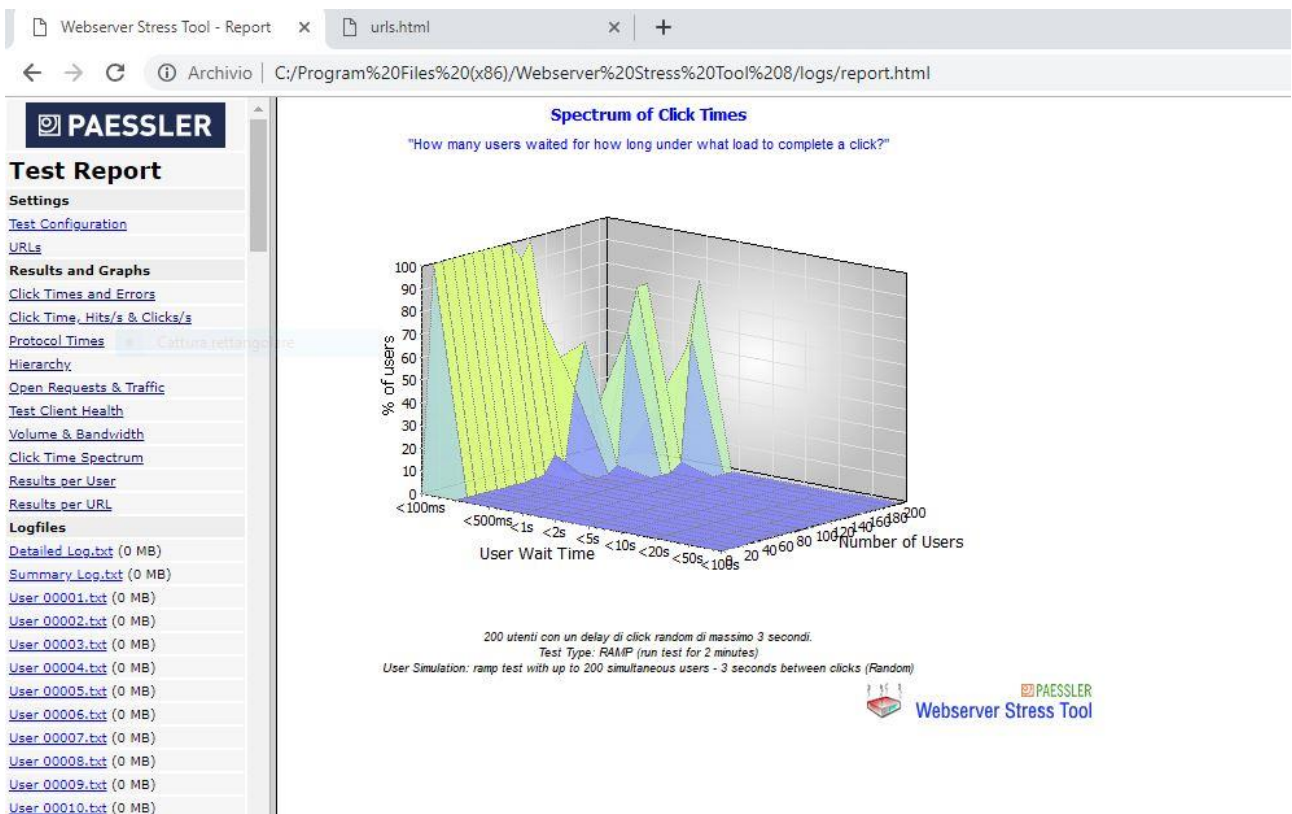 Webserver Stress Tool - Report
urls.html
Archivio
C:/Program%20Files%20(x86)/Webserver%20Stress%20Tool%208/logs/report.html
PAESSLER
Test Report
Settings
Test Configuration
URLs
Results and Graphs
Click Times and Errors
Click Time, Hits/s & Clicks/s
Protocol Times
Cattura rettangolare
Hierarchy
Open Requests & Traffic
Test Client Health
Volume & Bandwidth
Click Time Spectrum
Results per User
Results per URL
Logfiles
Detailed Log.txt (0 MB)
Summary Log.txt (0 MB)
User 00001.txt (0 MB)
User 00002.txt (0 MB)
User 00003.txt (0 MB)
User 00004.txt (0 MB)
User 00005.txt (0 MB)
User 00006.txt (0 MB)
User 00007.txt (0 MB)
User 00008.txt (0 MB)
User 00009.txt (0 MB)
User 00010.txt (0 MB)
Spectrum of Click Times
"How many users waited for how long under what load to complete a click?"
100
90
80
70
60
50
40
30
20
10
0
% of users
<100ms
<500ms
<1s
<2s
<5s
<10s
<20s
<50s
<100s
User Wait Time
0
20
40
60
80
100
120
140
160
180
200
Number of Users
200 utenti con un delay di click random di massimo 3 secondi.
Test Type: RAMP (run test for 2 minutes)
User Simulation: ramp test with up to 200 simultaneous users - 3 seconds between clicks (Random)
PAESSLER
Webserver Stress Tool